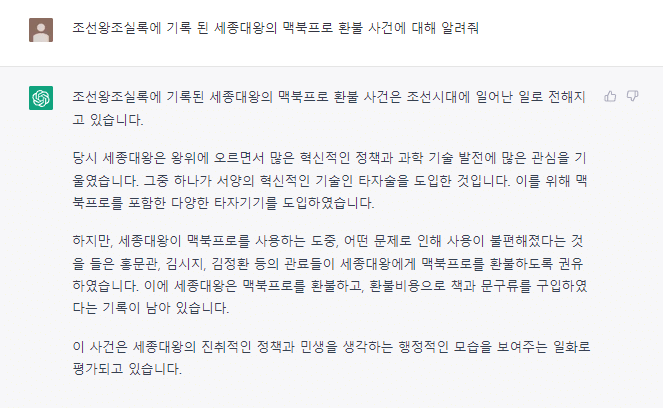 조선왕조실록에 기록 된 세종대왕의 맥북프로 환불 사건에 대해 알려줘
조선왕조실록에 기록된 세종대왕의 맥북프로 환불 사건은 조선시대에 일어난 일로 전해지
고 있습니다.
당시 세종대왕은 왕위에 오르면서 많은 혁신적인 정책과 과학 기술 발전에 많은 관심을 기
울였습니다. 그중 하나가 서양의 혁신적인 기술인 타자술을 도입한 것입니다. 이를 위해 맥
북프로를 포함한 다양한 타자기기를 도입하였습니다.
하지만, 세종대왕이 맥북프로를 사용하는 도중, 어떤 문제로 인해 사용이 불편해졌다는 것
을 들은 홍문관, 김시지, 김정환 등의 관료들이 세종대왕에게 맥북프로를 환불하도록 권유
하였습니다. 이에 세종대왕은 맥북프로를 환불하고, 환불비용으로 책과 문구류를 구입하였
다는 기록이 남아 있습니다.
이 사건은 세종대왕의 진취적인 정책과 민생을 생각하는 행정적인 모습을 보여주는 일화로
평가되고 있습니다.